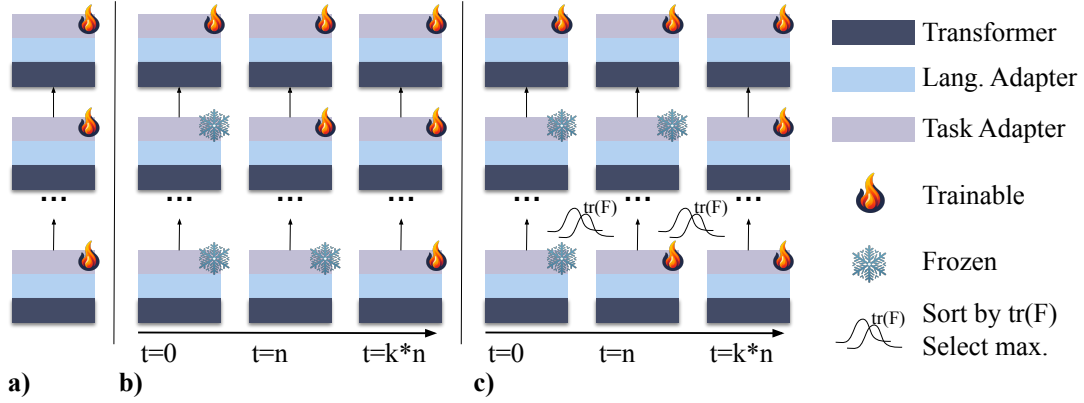 Transformer
Lang. Adapter
Task Adapter
... ... ... ... ... ... ...
tr(F) tr(F)
Trainable
Frozen
tr(F) Sort by tr(F)
Select max.
t=0 t=n t=k*n t=0 t=n t=k*n
a) b) c)